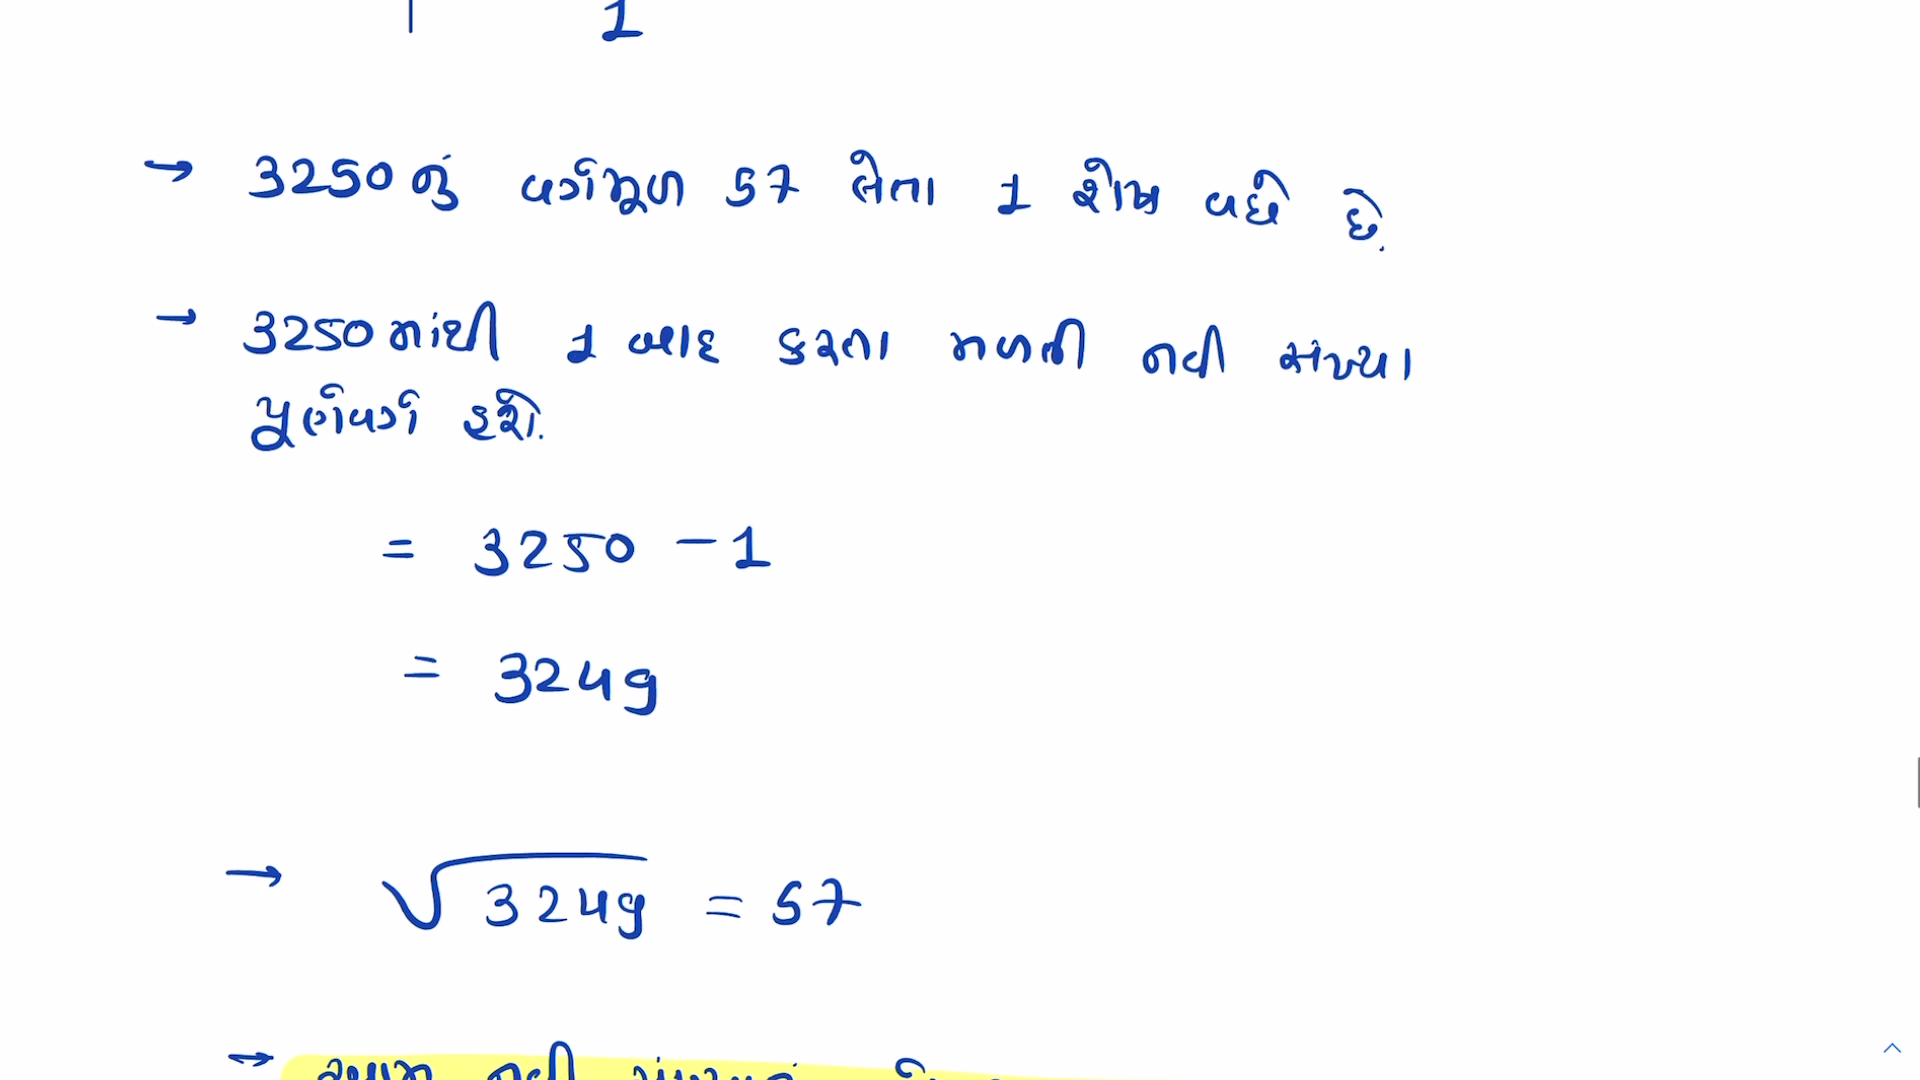 1
→ 3250 નું વર્ગમૂળ 57 લેતા 1 શેષ વધે છે.
→ 3250 માંથી 1 બાદ કરતા મળતી નવી સંખ્યા
પૂર્ણવર્ગ હશે.
= 3250 - 1
= 3249
→ √3249 = 57